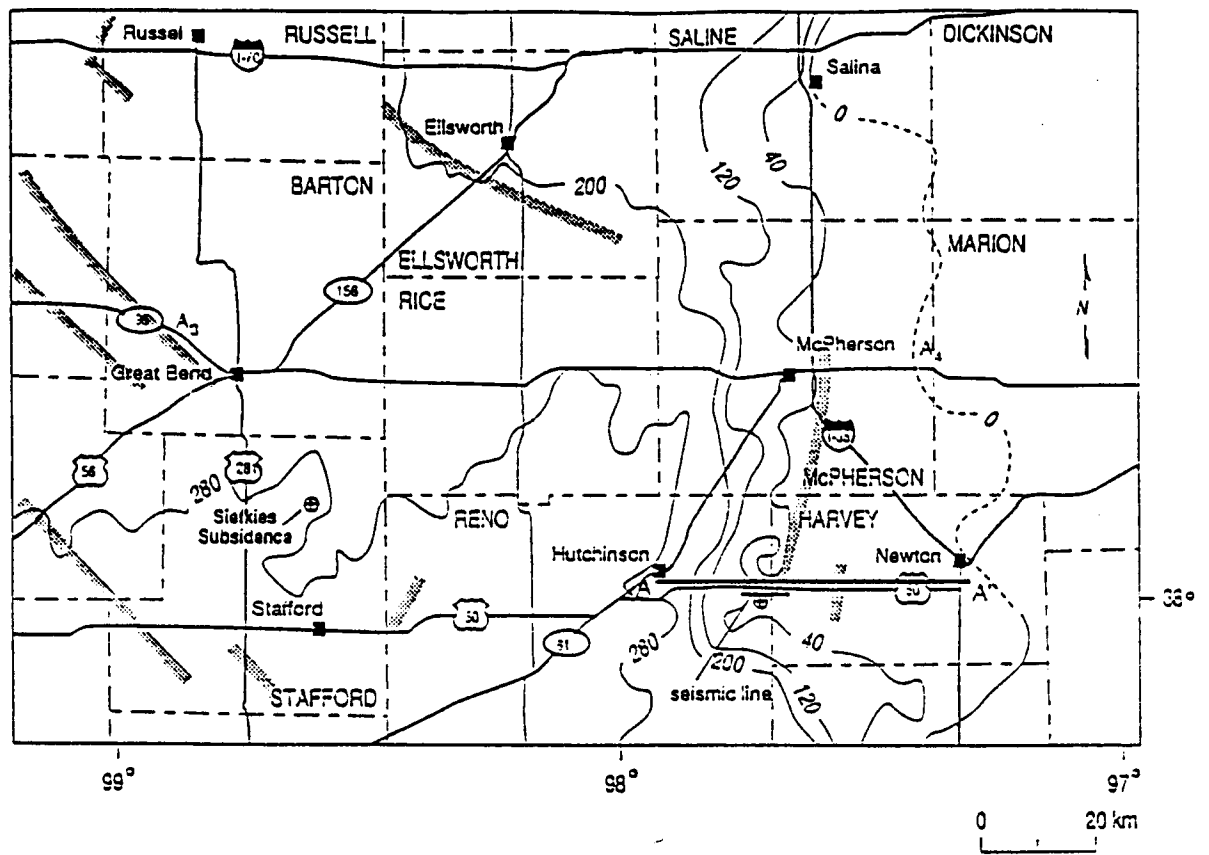 Russel
RUSSELL
I-70
SALINE
DICKINSON
Salina
0
Ellsworth
BARTON
200
120
40
ELLSWORTH
RICE
MARION
156
N
A
McPherson
A
Great Bend
0
56
281
280
Siefkies
Subsidence
McPHERSON
RENO
HARVEY
Hutchinson
Newton
A
50
A'
38°
Stafford
50
61
280
40
200
120
STAFFORD
seismic line
99°
98°
97°
0
20 km